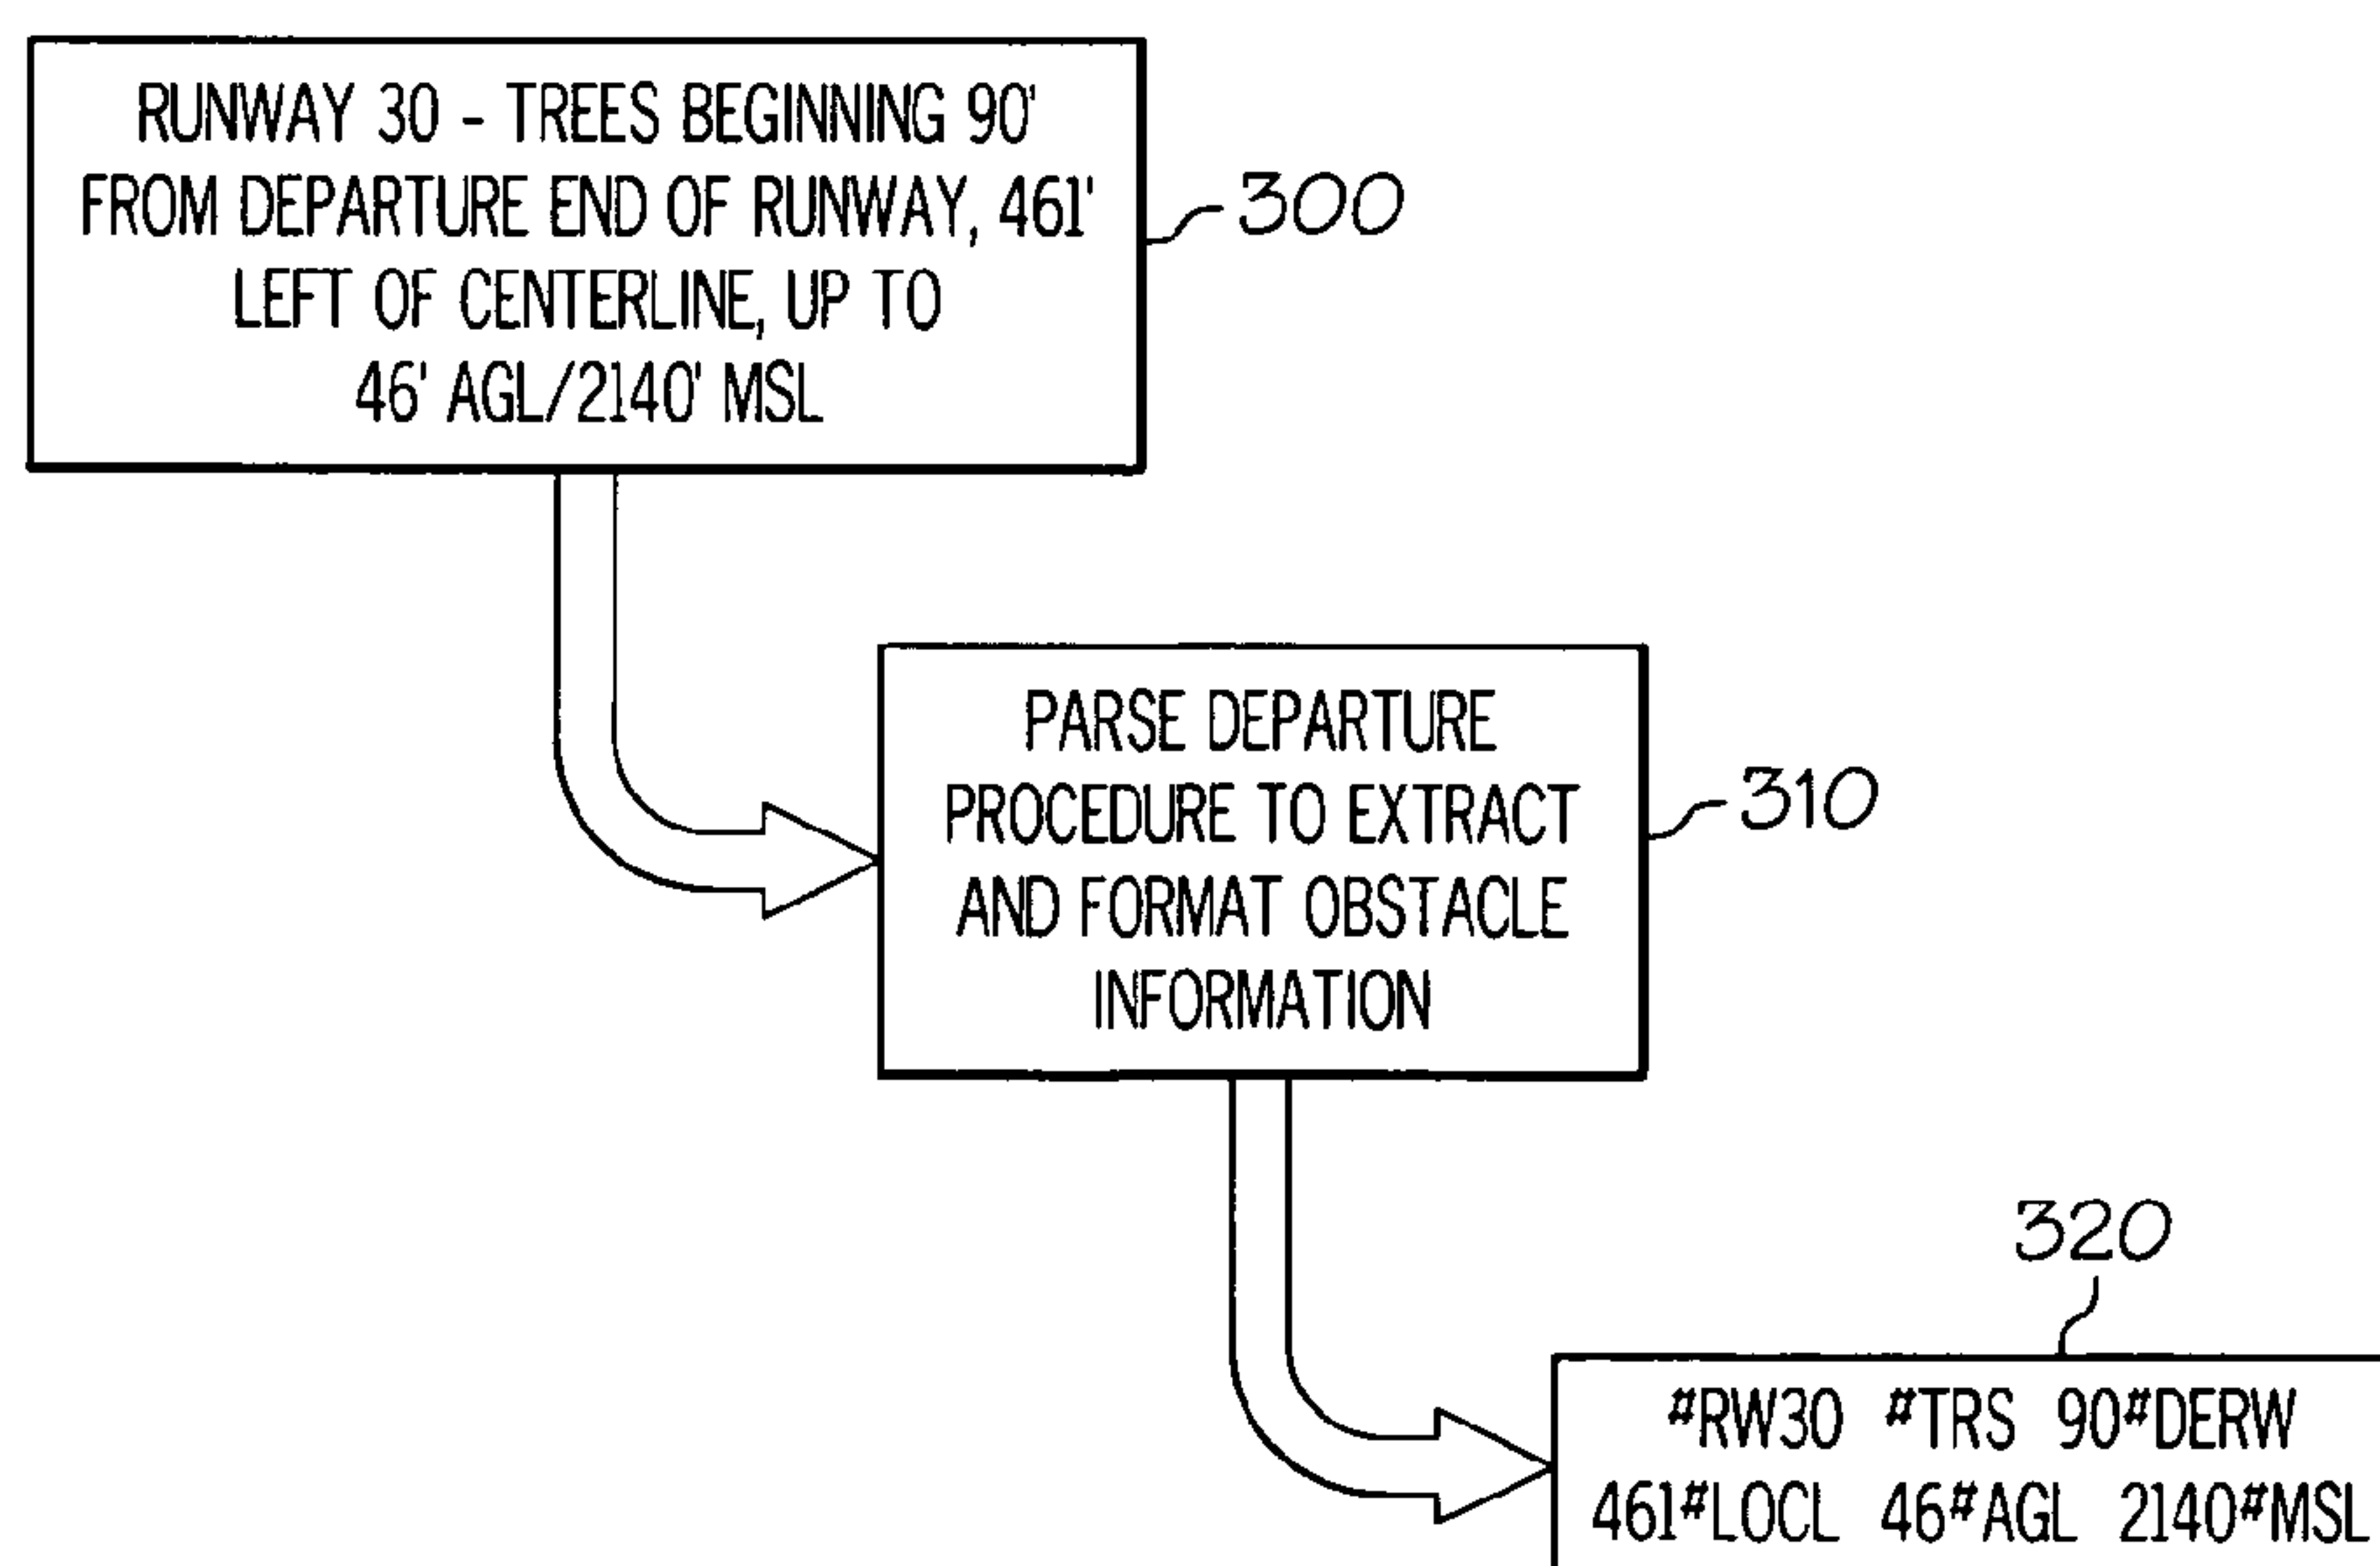 RUNWAY 30 - TREES BEGINNING 90'
FROM DEPARTURE END OF RUNWAY, 461'
LEFT OF CENTERLINE, UP TO
46' AGL/2140' MSL
300
PARSE DEPARTURE
PROCEDURE TO EXTRACT
AND FORMAT OBSTACLE
INFORMATION
310
320
#RW30 #TRS 90#DERW
461#LOCL 46#AGL 2140#MSL